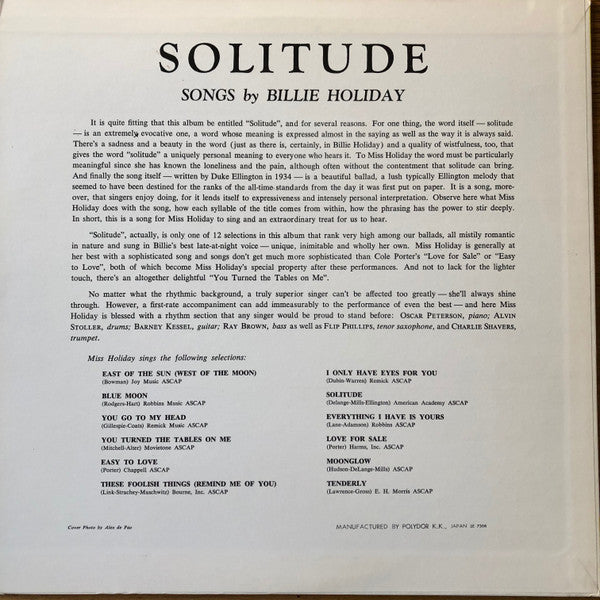 SOLITUDE
SONGS by BILLIE HOLIDAY
It is quite fitting that this album be entitled "Solitude", and for several reasons. For one thing, the word itself — solitude
— is an extremely evocative one, a word whose meaning is expressed almost in the saying as well as the way it is always said.
There's a sadness and a beauty in the word (just as there is, certainly, in Billie Holiday) and a quality of wistfulness, too, that
gives the word "solitude" a uniquely personal meaning to everyone who hears it. To Miss Holiday the word must be particularly
meaningful since she has known the loneliness and the pain, although often without the contentment that solitude can bring.
And finally the song itself — written by Duke Ellington in 1934 — is a beautiful ballad, a lush typically Ellington melody that
seemed to have been destined for the ranks of the all-time-standards from the day it was first put on paper. It is a song, more-
over, that singers enjoy doing, for it lends itself to expressiveness and intensely personal interpretation. Observe here what Miss
Holiday does with the song, how each syllable of the title comes from within, how the phrasing has the power to stir deeply.
In short, this is a song for Miss Holiday to sing and an extraordinary treat for us to hear.
"Solitude", actually, is only one of 12 selections in this album that rank very high among our ballads, all mistily romantic
in nature and sung in Billie's best late-at-night voice — unique, inimitable and wholly her own. Miss Holiday is generally at
her best with a sophisticated song and songs don't get much more sophisticated than Cole Porter's "Love for Sale" or "Easy
to Love", both of which become Miss Holiday's special property after these performances. And not to lack for the lighter
touch, there's an altogether delightful "You Turned the Tables on Me".
No matter what the rhythmic background, a truly superior singer can't be affected too greatly — she'll always shine
through. However, a first-rate accompaniment can add immeasurably to the performance of even the best — and here Miss
Holiday is blessed with a rhythm section that any singer would be proud to stand before: OSCAR PETERSON, piano; ALVIN
STOLLER, drums; BARNEY KESSEL, guitar; RAY BROWN, bass as well as FLIP PHILLIPS, tenor saxophone, and CHARLIE SHAVERS,
trumpet.
Miss Holiday sings the following selections:
EAST OF THE SUN (WEST OF THE MOON)
(Bowman) Joy Music ASCAP
BLUE MOON
(Rodgers-Hart) Robbins Music ASCAP
YOU GO TO MY HEAD
(Gillespie-Coats) Remick Music ASCAP
YOU TURNED THE TABLES ON ME
(Mitchell-Alter) Movietone ASCAP
EASY TO LOVE
(Porter) Chappell ASCAP
THESE FOOLISH THINGS (REMIND ME OF YOU)
(Link-Strachey-Maschwitz) Bourne, Inc. ASCAP
I ONLY HAVE EYES FOR YOU
(Dubin-Warren) Remick ASCAP
SOLITUDE
(Delange-Mills-Ellington) American Academy ASCAP
EVERYTHING I HAVE IS YOURS
(Lane-Adamson) Robbins ASCAP
LOVE FOR SALE
(Porter) Harms, Inc. ASCAP
MOONGLOW
(Hudson-DeLange-Mills) ASCAP
TENDERLY
(Lawrence-Gross) E. H. Morris ASCAP
Cover Photo by Alex de Pao
MANUFACTURED BY POLYDOR K.K., JAPAN